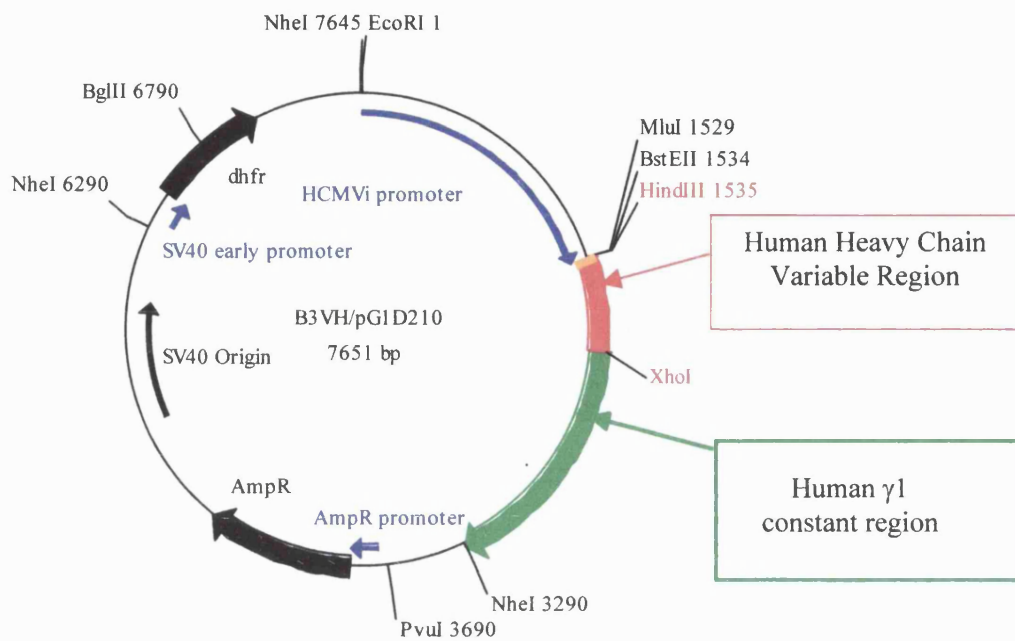 NheI 7645 EcoRI 1
BglII 6790
MluI 1529
BstEII 1534
HindIII 1535
dhfr
NheI 6290
HCMVi promoter
Human Heavy Chain
Variable Region
SV40 early promoter
B3VH/pG1D210
7651 bp
SV40 Origin
XhoI
AmpR
AmpR promoter
Human γ1
constant region
NheI 3290
PvuI 3690